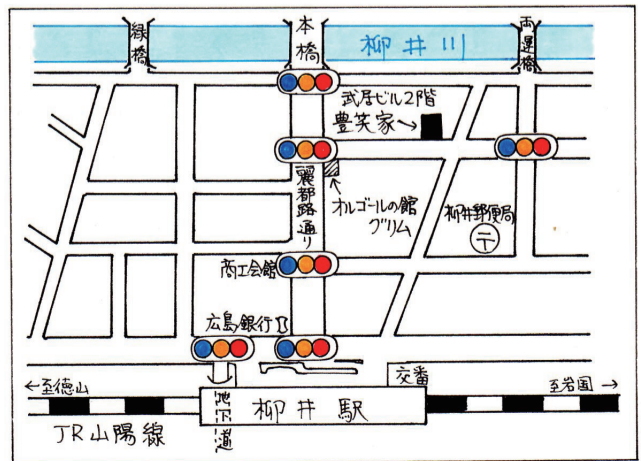 緑橋
本橋
両運橋
柳井川
武居ビル2階
豊笑家→
麗都路通り
オルゴールの館
グリム
柳井郵便局
〒
商工会館
広島銀行
交番
←至徳山
至岩国→
柳井駅
地下道
JR山陽線